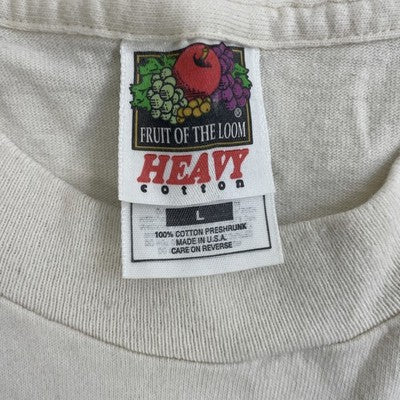 FRUIT OF THE LOOM
®
HEAVY
cotton
L
100% COTTON PRESHRUNK
MADE IN U.S.A.
CARE ON REVERSE